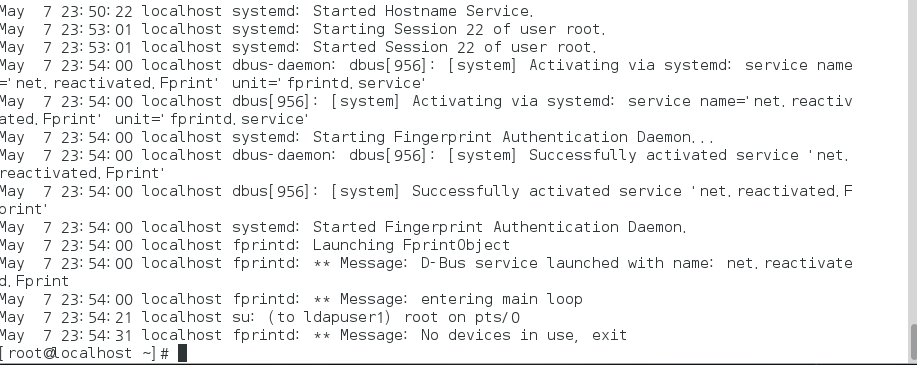 May  7 23:50:22 localhost systemd: Started Hostname Service.
May  7 23:53:01 localhost systemd: Starting Session 22 of user root.
May  7 23:53:01 localhost systemd: Started Session 22 of user root.
May  7 23:54:00 localhost dbus-daemon: dbus[956]: [system] Activating via systemd: service name
='net.reactivated.Fprint' unit='fprintd.service'
May  7 23:54:00 localhost dbus[956]: [system] Activating via systemd: service name='net.reactiv
ated.Fprint' unit='fprintd.service'
May  7 23:54:00 localhost systemd: Starting Fingerprint Authentication Daemon...
May  7 23:54:00 localhost dbus-daemon: dbus[956]: [system] Successfully activated service 'net.
reactivated.Fprint'
May  7 23:54:00 localhost dbus[956]: [system] Successfully activated service 'net.reactivated.F
print'
May  7 23:54:00 localhost systemd: Started Fingerprint Authentication Daemon.
May  7 23:54:00 localhost fprintd: Launching FprintObject
May  7 23:54:00 localhost fprintd: ** Message: D-Bus service launched with name: net.reactivate
d.Fprint
May  7 23:54:00 localhost fprintd: ** Message: entering main loop
May  7 23:54:21 localhost su: (to ldapuser1) root on pts/0
May  7 23:54:31 localhost fprintd: ** Message: No devices in use, exit
[root@localhost ~]#